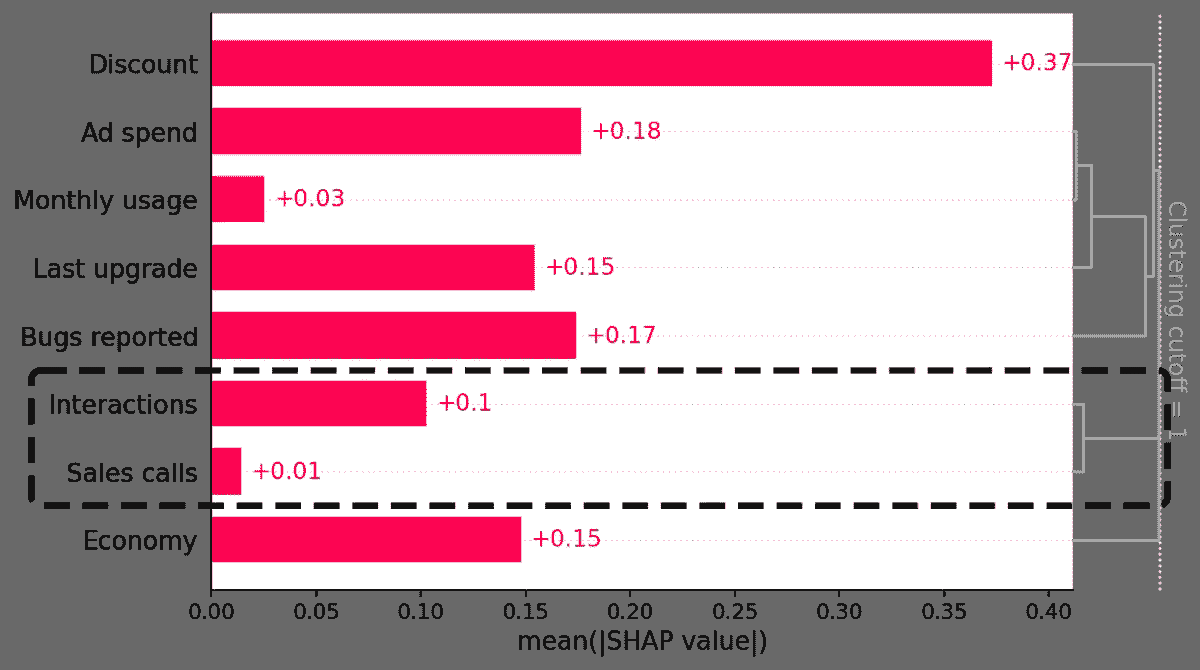 Discount +0.37
Ad spend +0.18
Monthly usage +0.03
Last upgrade +0.15
Bugs reported +0.17
Interactions +0.1
Sales calls +0.01
Economy +0.15
0.00 0.05 0.10 0.15 0.20 0.25 0.30 0.35 0.40
mean(|SHAP value|)
Clustering cutoff = 1